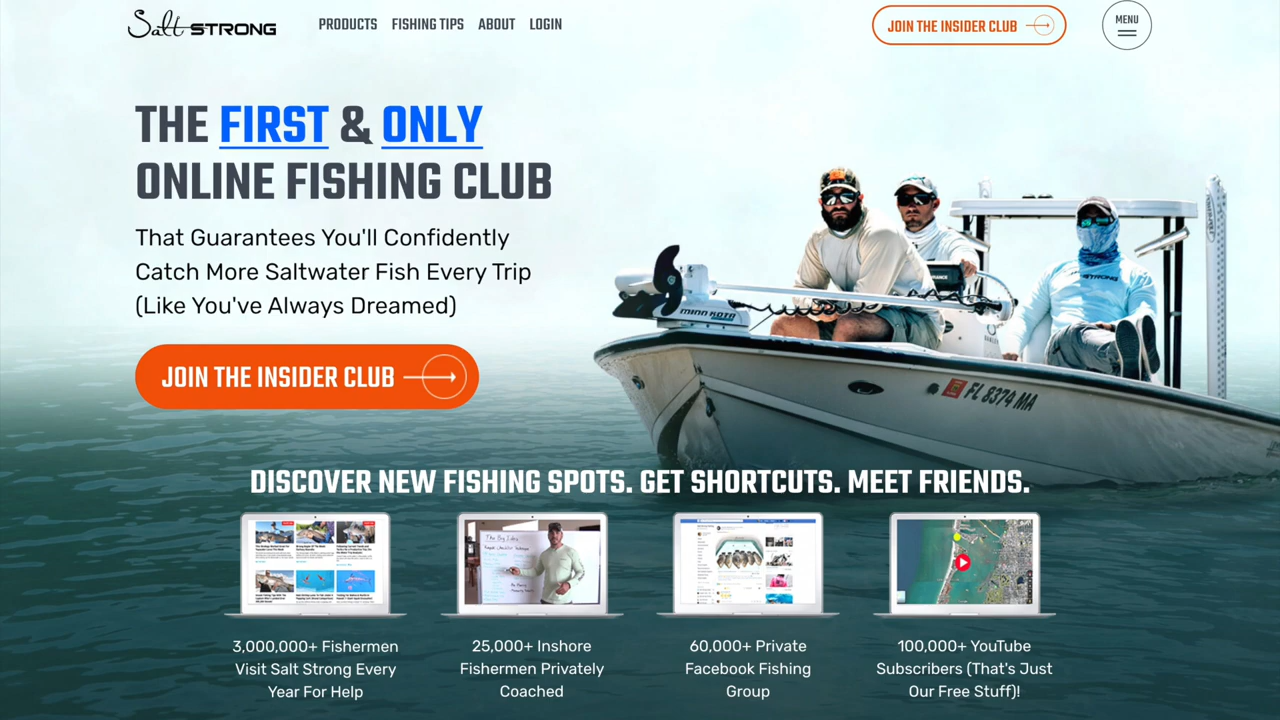 Salt STRONG
PRODUCTS FISHING TIPS ABOUT LOGIN
JOIN THE INSIDER CLUB
MENU
THE FIRST & ONLY
ONLINE FISHING CLUB
That Guarantees You'll Confidently
Catch More Saltwater Fish Every Trip
(Like You've Always Dreamed)
JOIN THE INSIDER CLUB
MINN KOTA
STRONG
FL 8374 MA
DISCOVER NEW FISHING SPOTS. GET SHORTCUTS. MEET FRIENDS.
The Big Idea
3,000,000+ Fishermen
Visit Salt Strong Every
Year For Help
25,000+ Inshore
Fishermen Privately
Coached
60,000+ Private
Facebook Fishing
Group
100,000+ YouTube
Subscribers (That's Just
Our Free Stuff)!